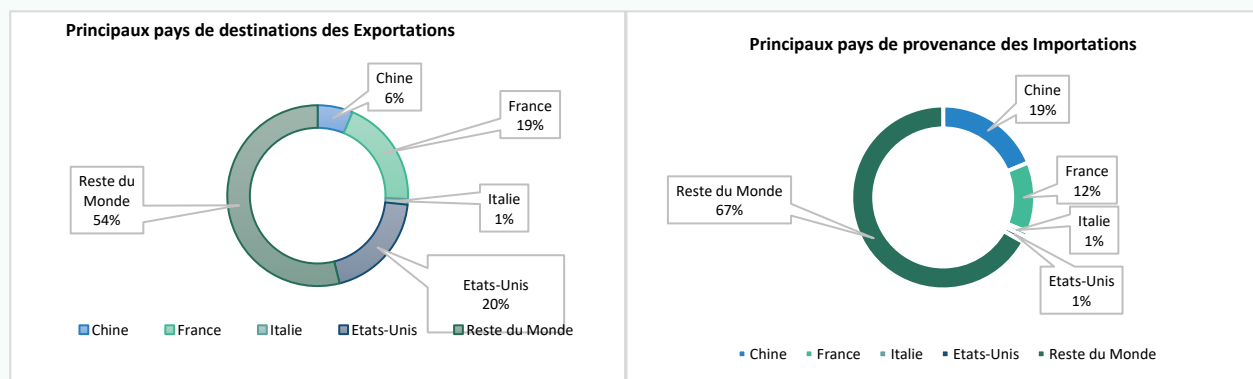 Principaux pays de destinations des Exportations
Chine
6%
France
19%
Italie
1%
Etats-Unis
20%
Reste du
Monde
54%
Chine France Italie Etats-Unis Reste du Monde
Principaux pays de provenance des Importations
Chine
19%
France
12%
Italie
1%
Etats-Unis
1%
Reste du Monde
67%
Chine France Italie Etats-Unis Reste du Monde